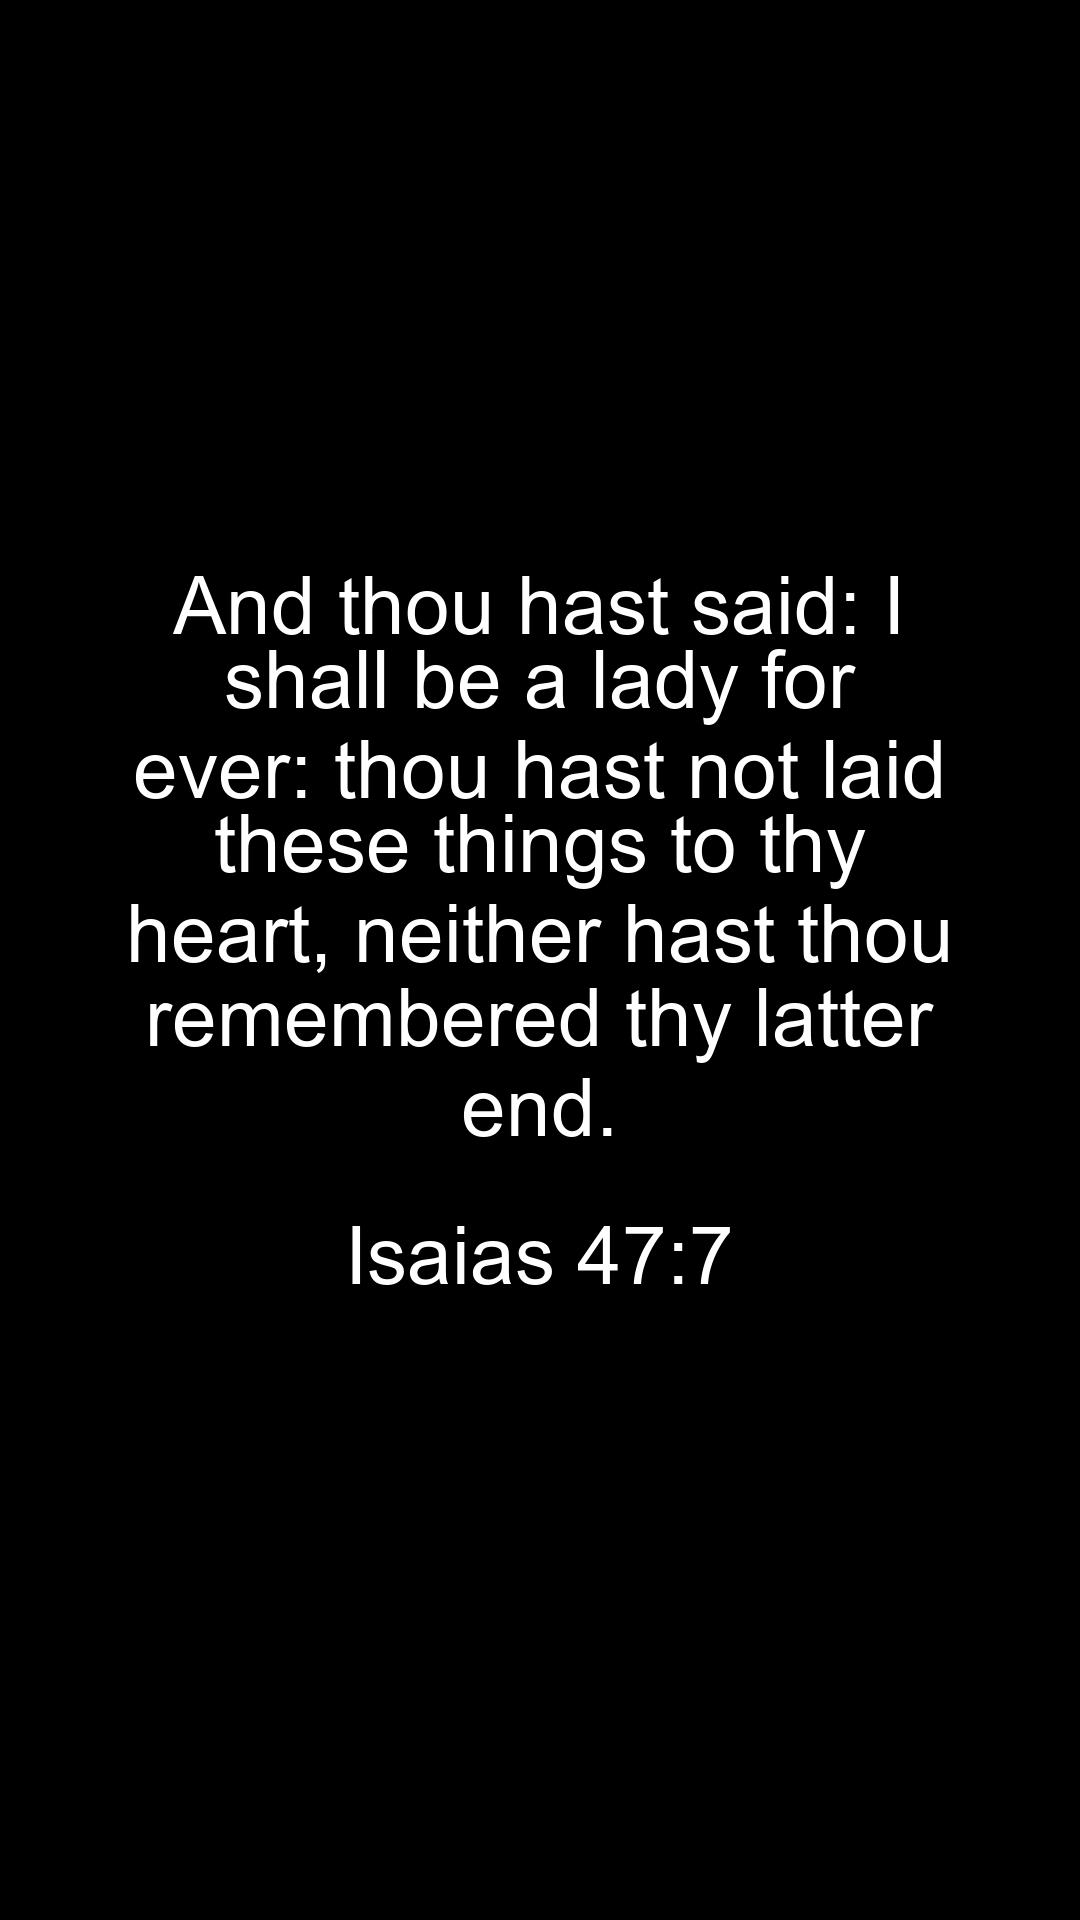 And thou hast said: I
shall be a lady for
ever: thou hast not laid
these things to thy
heart, neither hast thou
remembered thy latter
end.
Isaias 47:7